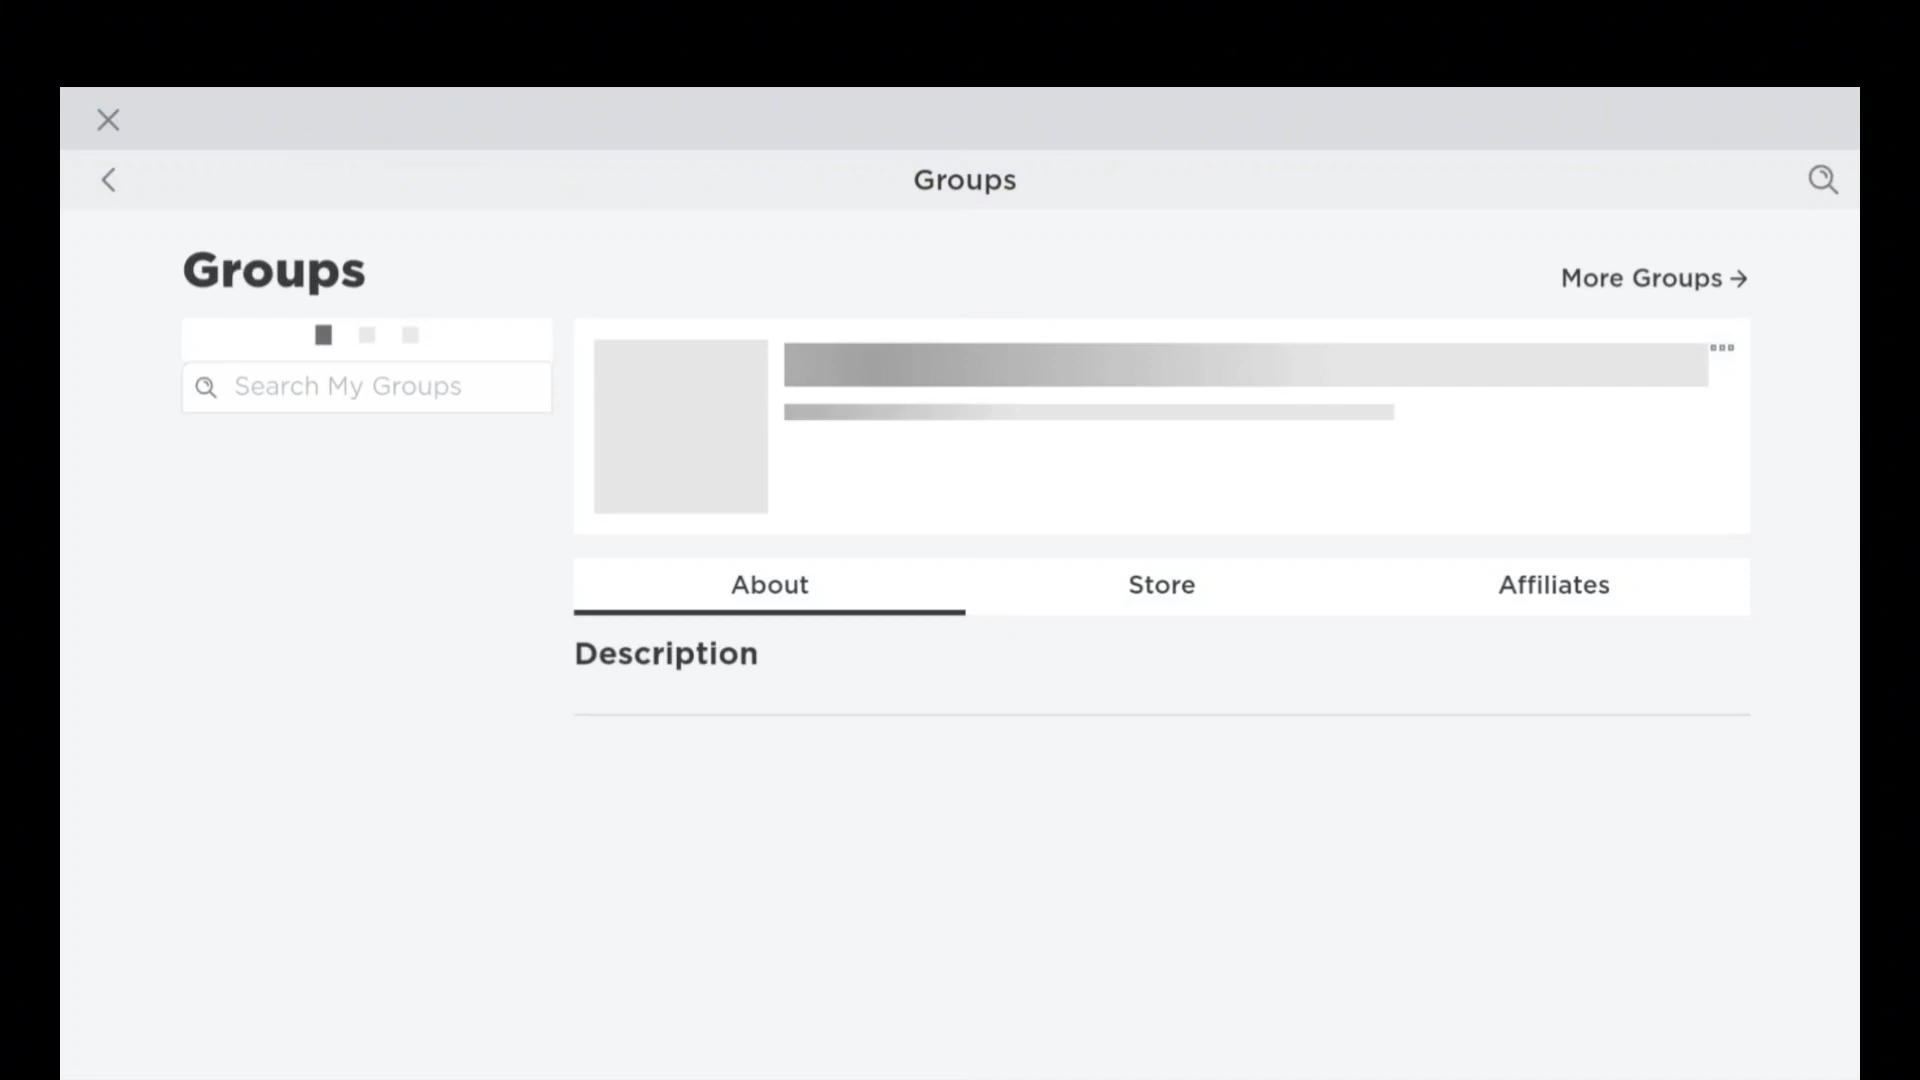 Groups
Groups
More Groups →
Search My Groups
About
Store
Affiliates
Description